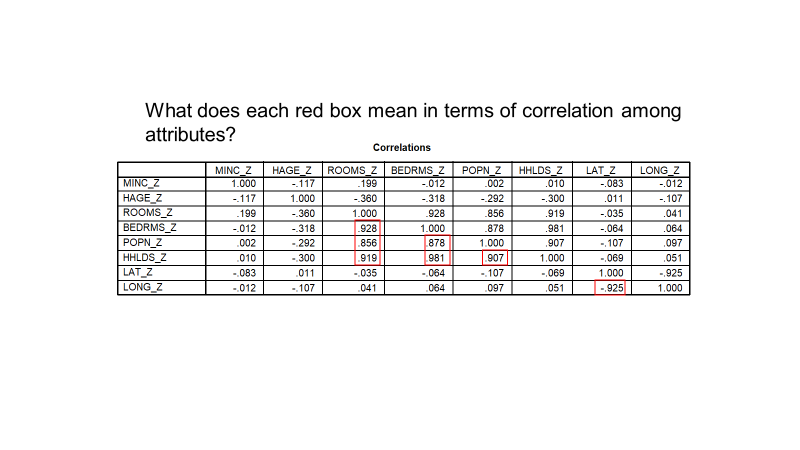 What does each red box mean in terms of correlation among
attributes?
Correlations
MINC_Z HAGE_Z ROOMS_Z BEDRMS_Z POPN_Z HHLDS_Z LAT_Z LONG_Z
MINC_Z 1.000 -.117 .199 -.012 .002 .010 -.083 -.012
HAGE_Z -.117 1.000 -.360 -.318 -.292 -.300 .011 -.107
ROOMS_Z .199 -.360 1.000 .928 .856 .919 -.035 .041
BEDRMS_Z -.012 -.318 .928 1.000 .878 .981 -.064 .064
POPN_Z .002 -.292 .856 .878 1.000 .907 -.107 .097
HHLDS_Z .010 -.300 .919 .981 .907 1.000 -.069 .051
LAT_Z -.083 .011 -.035 -.064 -.107 -.069 1.000 -.925
LONG_Z -.012 -.107 .041 .064 .097 .051 -.925 1.000